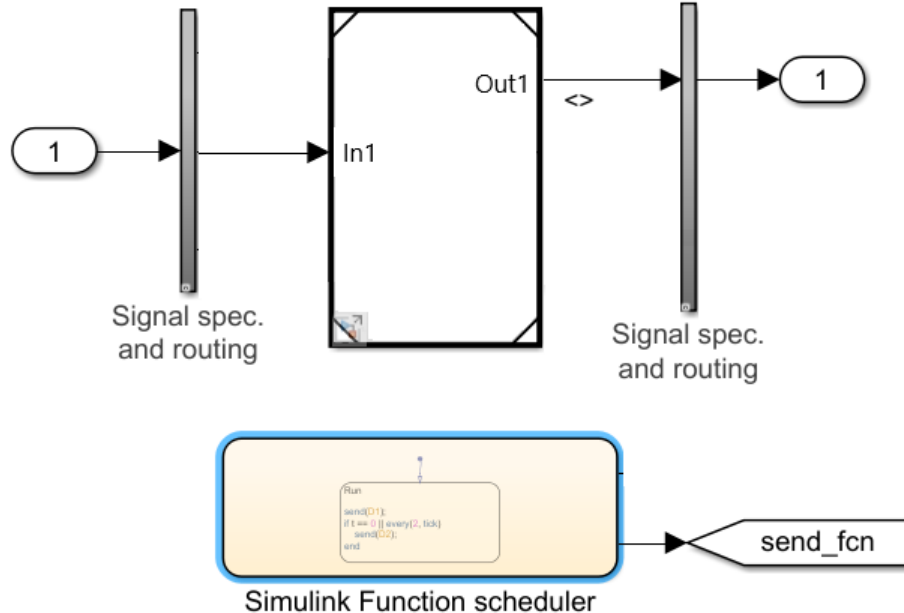 1
In1
Out1
<>
1
Signal spec.
and routing
Signal spec.
and routing
Run
send(D1);
if t == 0 || every(2, tick)
send(D2);
end
send_fcn
Simulink Function scheduler